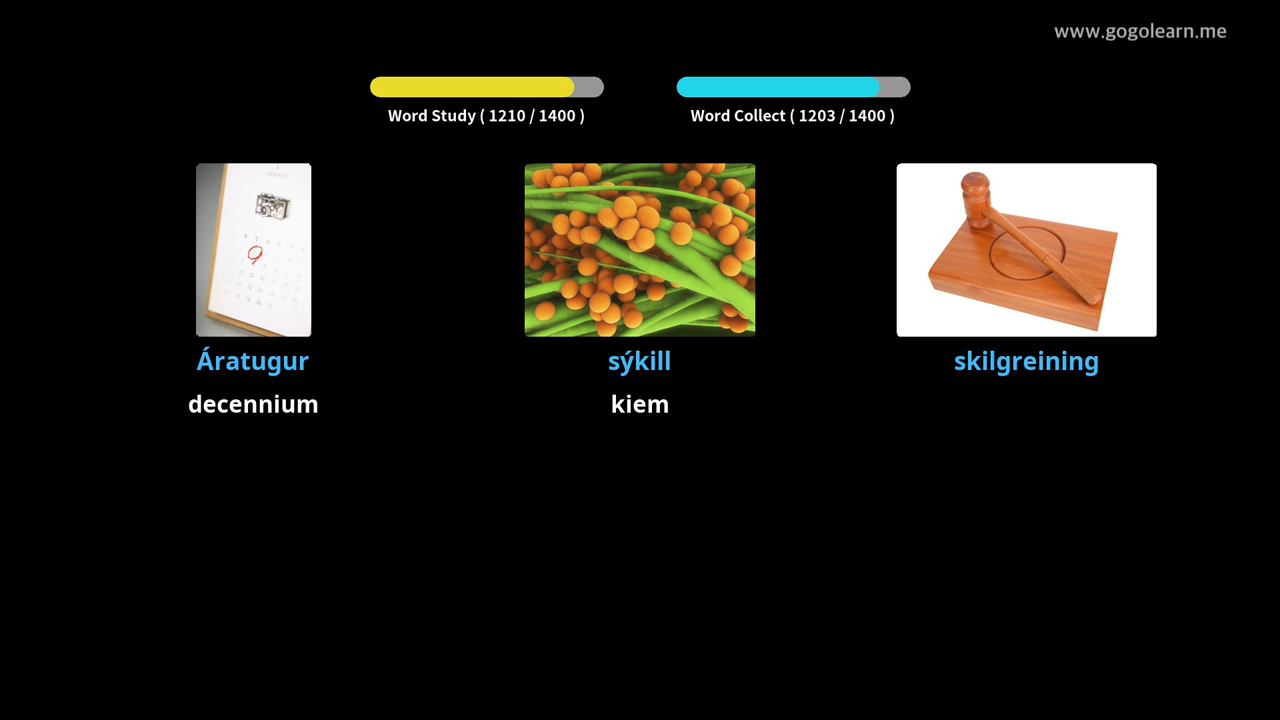 www.gogolearn.me
Word Study ( 1210 / 1400 )
Word Collect ( 1203 / 1400 )
Áratugur
sýkill
skilgreining
decennium
kiem